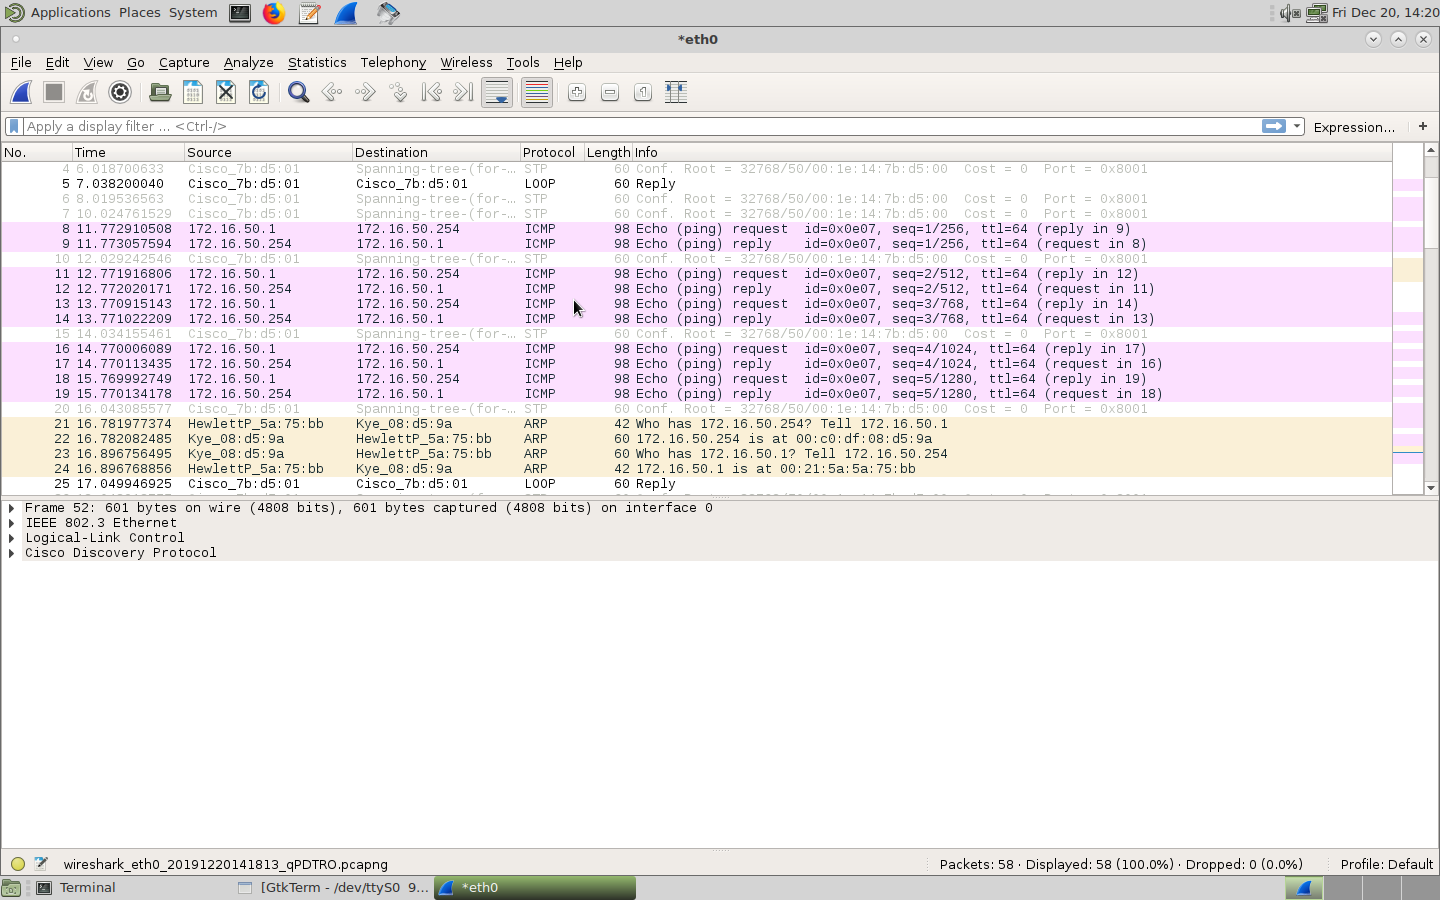 Applications Places System Fri Dec 20, 14:20
*eth0
File Edit View Go Capture Analyze Statistics Telephony Wireless Tools Help
Apply a display filter ... <Ctrl-/> Expression... +
No. Time Source Destination Protocol Length Info
4 6.018700633 Cisco_7b:d5:01 Spanning-tree-(for-... STP 60 Conf. Root = 32768/50/00:1e:14:7b:d5:00 Cost = 0 Port = 0x8001
5 7.038200040 Cisco_7b:d5:01 Cisco_7b:d5:01 LOOP 60 Reply
6 8.019536563 Cisco_7b:d5:01 Spanning-tree-(for-... STP 60 Conf. Root = 32768/50/00:1e:14:7b:d5:00 Cost = 0 Port = 0x8001
7 10.024761529 Cisco_7b:d5:01 Spanning-tree-(for-... STP 60 Conf. Root = 32768/50/00:1e:14:7b:d5:00 Cost = 0 Port = 0x8001
8 11.772910508 172.16.50.1 172.16.50.254 ICMP 98 Echo (ping) request id=0x0e07, seq=1/256, ttl=64 (reply in 9)
9 11.773057594 172.16.50.254 172.16.50.1 ICMP 98 Echo (ping) reply id=0x0e07, seq=1/256, ttl=64 (request in 8)
10 12.029242546 Cisco_7b:d5:01 Spanning-tree-(for-... STP 60 Conf. Root = 32768/50/00:1e:14:7b:d5:00 Cost = 0 Port = 0x8001
11 12.771916806 172.16.50.1 172.16.50.254 ICMP 98 Echo (ping) request id=0x0e07, seq=2/512, ttl=64 (reply in 12)
12 12.772020171 172.16.50.254 172.16.50.1 ICMP 98 Echo (ping) reply id=0x0e07, seq=2/512, ttl=64 (request in 11)
13 13.770915143 172.16.50.1 172.16.50.254 ICMP 98 Echo (ping) request id=0x0e07, seq=3/768, ttl=64 (reply in 14)
14 13.771022209 172.16.50.254 172.16.50.1 ICMP 98 Echo (ping) reply id=0x0e07, seq=3/768, ttl=64 (request in 13)
15 14.034155461 Cisco_7b:d5:01 Spanning-tree-(for-... STP 60 Conf. Root = 32768/50/00:1e:14:7b:d5:00 Cost = 0 Port = 0x8001
16 14.770006089 172.16.50.1 172.16.50.254 ICMP 98 Echo (ping) request id=0x0e07, seq=4/1024, ttl=64 (reply in 17)
17 14.770113435 172.16.50.254 172.16.50.1 ICMP 98 Echo (ping) reply id=0x0e07, seq=4/1024, ttl=64 (request in 16)
18 15.769992749 172.16.50.1 172.16.50.254 ICMP 98 Echo (ping) request id=0x0e07, seq=5/1280, ttl=64 (reply in 19)
19 15.770134178 172.16.50.254 172.16.50.1 ICMP 98 Echo (ping) reply id=0x0e07, seq=5/1280, ttl=64 (request in 18)
20 16.043085577 Cisco_7b:d5:01 Spanning-tree-(for-... STP 60 Conf. Root = 32768/50/00:1e:14:7b:d5:00 Cost = 0 Port = 0x8001
21 16.781977374 HewlettP_5a:75:bb Kye_08:d5:9a ARP 42 Who has 172.16.50.254? Tell 172.16.50.1
22 16.782082485 Kye_08:d5:9a HewlettP_5a:75:bb ARP 60 172.16.50.254 is at 00:c0:df:08:d5:9a
23 16.896756495 Kye_08:d5:9a HewlettP_5a:75:bb ARP 60 Who has 172.16.50.1? Tell 172.16.50.254
24 16.896768856 HewlettP_5a:75:bb Kye_08:d5:9a ARP 42 172.16.50.1 is at 00:21:5a:5a:75:bb
25 17.049946925 Cisco_7b:d5:01 Cisco_7b:d5:01 LOOP 60 Reply
Frame 52: 601 bytes on wire (4808 bits), 601 bytes captured (4808 bits) on interface 0
IEEE 802.3 Ethernet
Logical-Link Control
Cisco Discovery Protocol
wireshark_eth0_20191220141813_qPDTRO.pcapng Packets: 58 · Displayed: 58 (100.0%) · Dropped: 0 (0.0%) Profile: Default
Terminal [GtkTerm - /dev/ttyS0 9... *eth0